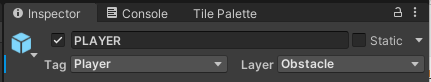 Inspector Console Tile Palette
PLAYER Static
Tag Player Layer Obstacle